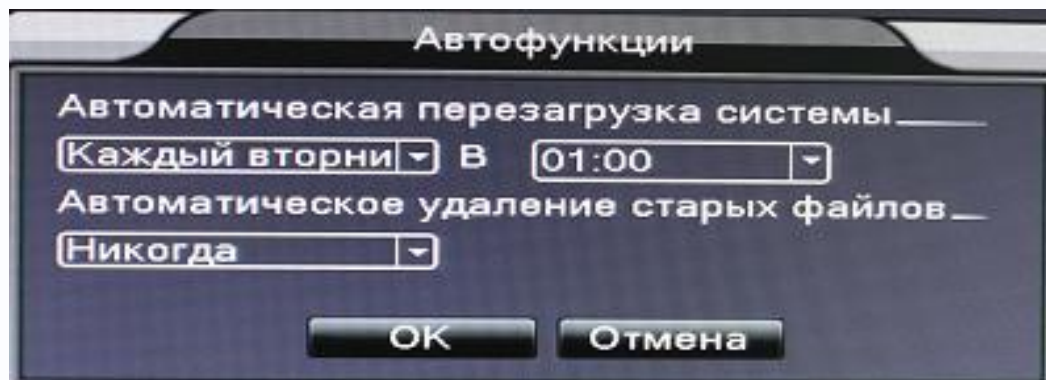 Автофункции
Автоматическая перезагрузка системы
Каждый вторни В 01:00
Автоматическое удаление старых файлов
Никогда
OK Отмена